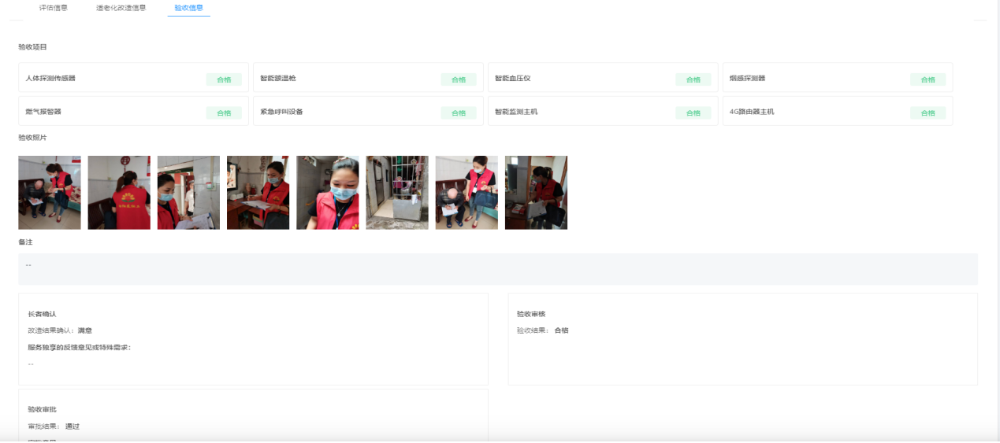 评估信息 适老化改造信息 验收信息
验收项目
人体探测传感器 合格 智能额温枪 合格 智能血压仪 合格 烟感探测器 合格
燃气报警器 合格 紧急呼叫设备 合格 智能监测主机 合格 4G路由器主机 合格
验收照片
备注
--
长者确认
改造结果确认：满意
服务独享的反馈意见或特殊需求：
--
验收审核
验收结果： 合格
验收审批
审批结果： 通过